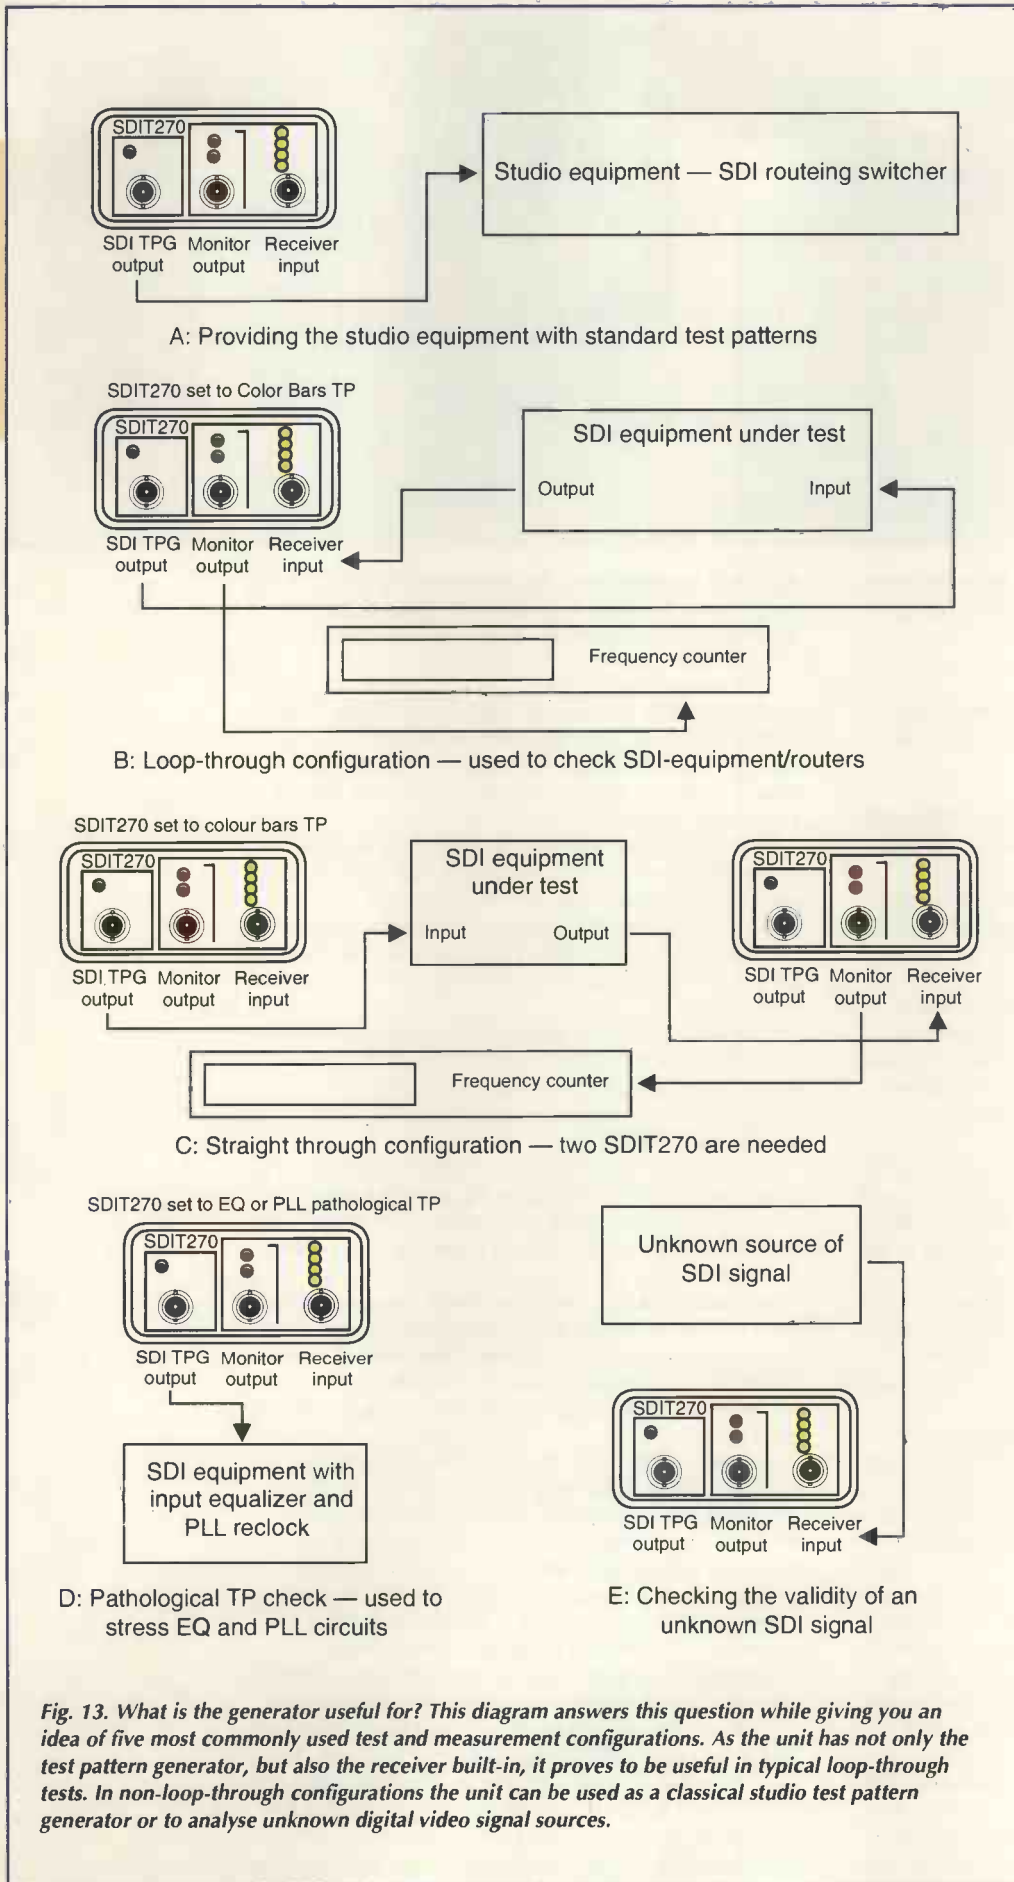 SDIT270
Studio equipment — SDI routeing switcher
SDI TPG output
Monitor output
Receiver input
A: Providing the studio equipment with standard test patterns
SDIT270 set to Color Bars TP
SDIT270
SDI equipment under test
Output
Input
SDI TPG output
Monitor output
Receiver input
Frequency counter
B: Loop-through configuration — used to check SDI-equipment/routers
SDIT270 set to colour bars TP
SDIT270
SDI equipment
under test
Input
Output
SDIT270
SDI TPG output
Monitor output
Receiver input
SDI TPG output
Monitor output
Receiver input
Frequency counter
C: Straight through configuration — two SDIT270 are needed
SDIT270 set to EQ or PLL pathological TP
SDIT270
SDI TPG output
Monitor output
Receiver input
SDI equipment with
input equalizer and
PLL reclock
D: Pathological TP check — used to
stress EQ and PLL circuits
Unknown source of
SDI signal
SDIT270
SDI TPG output
Monitor output
Receiver input
E: Checking the validity of an
unknown SDI signal
Fig. 13. What is the generator useful for? This diagram answers this question while giving you an
idea of five most commonly used test and measurement configurations. As the unit has not only the
test pattern generator, but also the receiver built-in, it proves to be useful in typical loop-through
tests. In non-loop-through configurations the unit can be used as a classical studio test pattern
generator or to analyse unknown digital video signal sources.